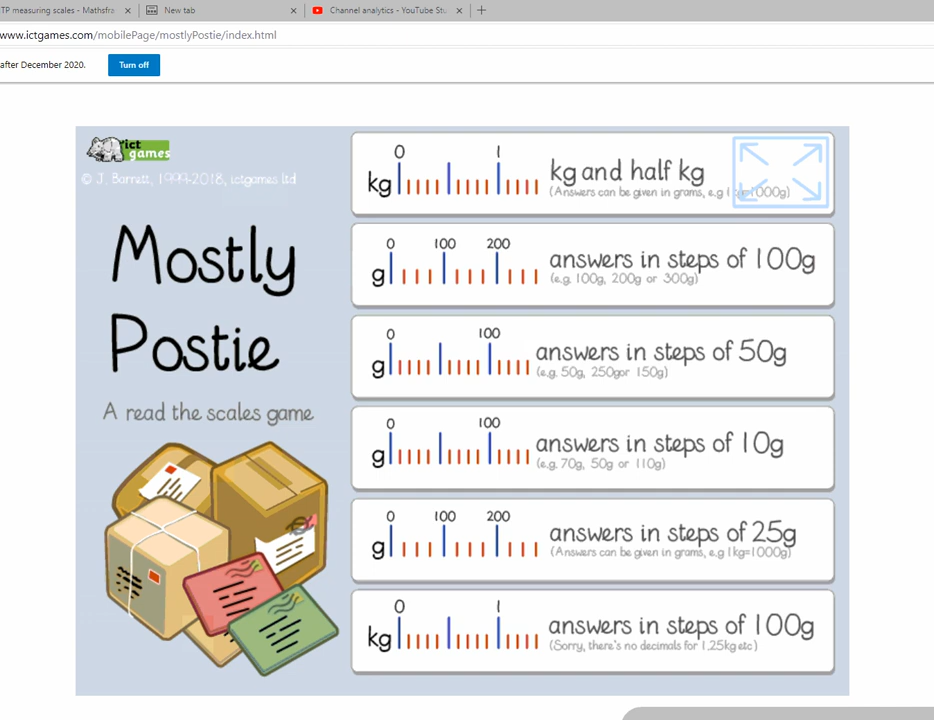 TP measuring scales - Mathsfra
New tab
Channel analytics - YouTube Stu
www.ictgames.com/mobilePage/mostlyPostie/index.html
after December 2020.
Turn off
ict
games
© J. Barrett, 1999-2018, ictgames ltd
Mostly
Postie
A read the scales game
0 1
kg
kg and half kg
(Answers can be given in grams, e.g 1kg=1000g)
0 100 200
g
answers in steps of 100g
(e.g. 100g, 200g or 300g)
0 100
g
answers in steps of 50g
(e.g. 50g, 250gor 150g)
0 100
g
answers in steps of 10g
(e.g. 70g, 50g or 110g)
0 100 200
g
answers in steps of 25g
(Answers can be given in grams, e.g 1kg=1000g)
0 1
kg
answers in steps of 100g
(Sorry, there's no decimals for 1.25kg etc)